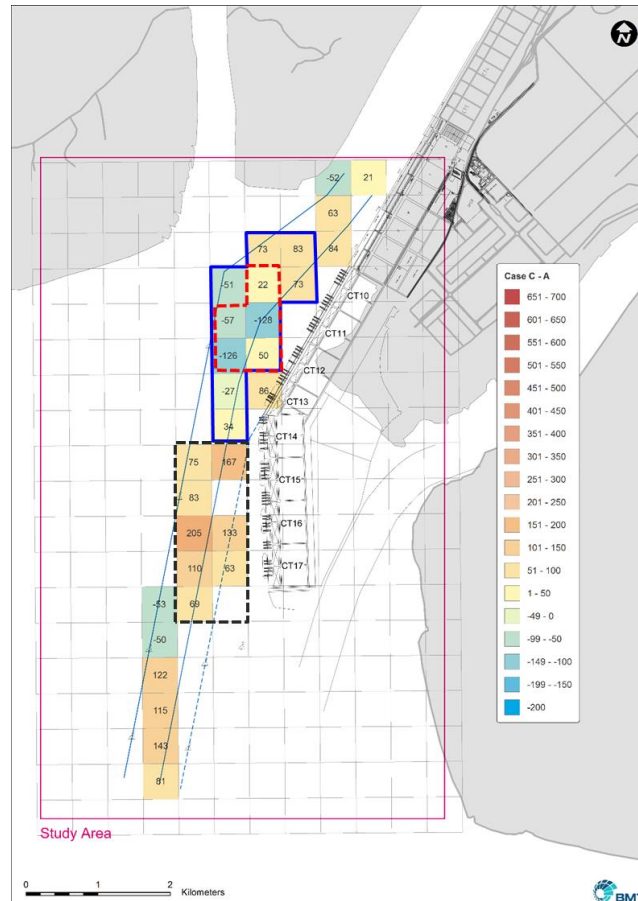 N
-52 21
63
73 83 84
-51 22 73
CT10
-57 -128
CT11
-126 50
CT12
-27 86
CT13
34
CT14
75 167
CT15
83
205 133
CT16
110 63
CT17
-53 69
-50
122
115
143
81
Case C - A
651 - 700
601 - 650
551 - 600
501 - 550
451 - 500
401 - 450
351 - 400
301 - 350
251 - 300
201 - 250
151 - 200
101 - 150
51 - 100
1 - 50
-49 - 0
-99 - -50
-149 - -100
-199 - -150
-200
Study Area
0 1 2
Kilometers
BMT